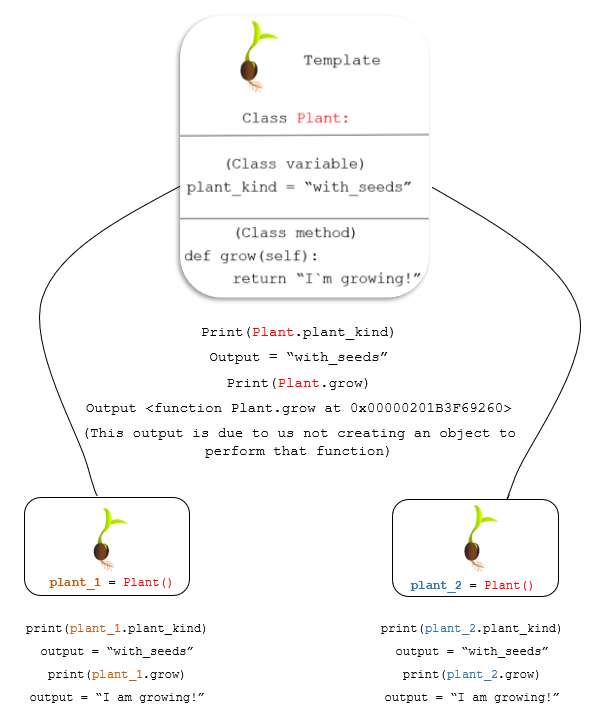 Template
Class Plant:
(Class variable)
plant_kind = “with_seeds”
(Class method)
def grow(self):
return “I`m growing!”
Print(Plant.plant_kind)
Output = “with_seeds”
Print(Plant.grow)
Output <function Plant.grow at 0x00000201B3F69260>
(This output is due to us not creating an object to
perform that function)
plant_1 = Plant()
print(plant_1.plant_kind)
output = “with_seeds”
print(plant_1.grow)
output = “I am growing!”
plant_2 = Plant()
print(plant_2.plant_kind)
output = “with_seeds”
print(plant_2.grow)
output = “I am growing!”